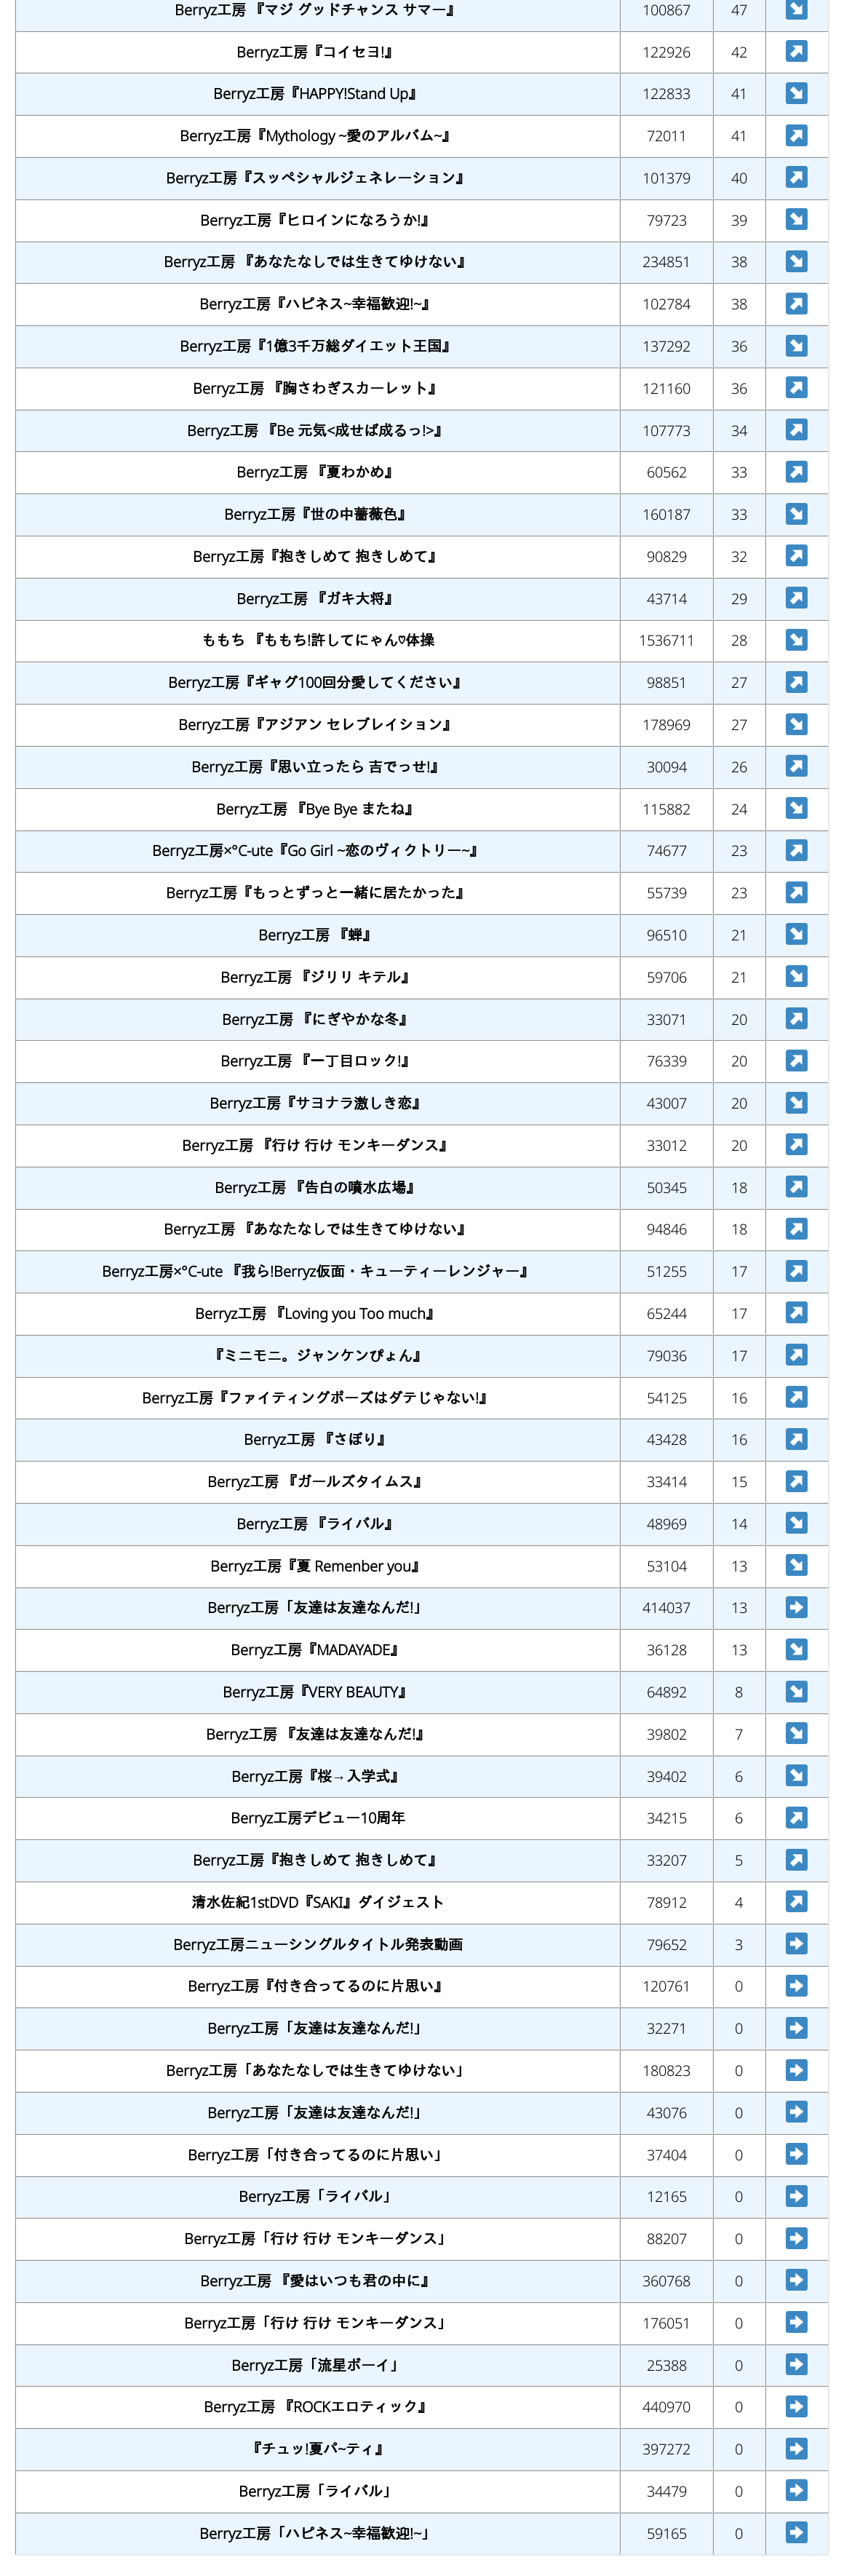 Berryz工房 『マジ グッドチャンス サマー』 100867 47
Berryz工房『コイセヨ!』 122926 42
Berryz工房『HAPPY!Stand Up』 122833 41
Berryz工房『Mythology ~愛のアルバム~』 72011 41
Berryz工房『スッペシャルジェネレーション』 101379 40
Berryz工房『ヒロインになろうか!』 79723 39
Berryz工房 『あなたなしでは生きてゆけない』 234851 38
Berryz工房『ハピネス~幸福歓迎!~』 102784 38
Berryz工房『1億3千万総ダイエット王国』 137292 36
Berryz工房 『胸さわぎスカーレット』 121160 36
Berryz工房 『Be 元気<成せば成るっ!>』 107773 34
Berryz工房 『夏わかめ』 60562 33
Berryz工房『世の中薔薇色』 160187 33
Berryz工房『抱きしめて 抱きしめて』 90829 32
Berryz工房 『ガキ大将』 43714 29
ももち 『ももち!許してにゃん♡体操 1536711 28
Berryz工房『ギャグ100回分愛してください』 98851 27
Berryz工房『アジアン セレブレイション』 178969 27
Berryz工房『思い立ったら 吉でっせ!』 30094 26
Berryz工房 『Bye Bye またね』 115882 24
Berryz工房×°C-ute『Go Girl ~恋のヴィクトリー~』 74677 23
Berryz工房『もっとずっと一緒に居たかった』 55739 23
Berryz工房 『蝉』 96510 21
Berryz工房 『ジリリ キテル』 59706 21
Berryz工房 『にぎやかな冬』 33071 20
Berryz工房 『一丁目ロック!』 76339 20
Berryz工房『サヨナラ激しき恋』 43007 20
Berryz工房 『行け 行け モンキーダンス』 33012 20
Berryz工房 『告白の噴水広場』 50345 18
Berryz工房 『あなたなしでは生きてゆけない』 94846 18
Berryz工房×°C-ute 『我ら!Berryz仮面・キューティーレンジャー』 51255 17
Berryz工房 『Loving you Too much』 65244 17
『ミニモニ。ジャンケンぴょん』 79036 17
Berryz工房『ファイティングポーズはダテじゃない!』 54125 16
Berryz工房 『さぼり』 43428 16
Berryz工房 『ガールズタイムス』 33414 15
Berryz工房 『ライバル』 48969 14
Berryz工房『夏 Remenber you』 53104 13
Berryz工房「友達は友達なんだ!」 414037 13
Berryz工房『MADAYADE』 36128 13
Berryz工房『VERY BEAUTY』 64892 8
Berryz工房 『友達は友達なんだ!』 39802 7
Berryz工房『桜→入学式』 39402 6
Berryz工房デビュー10周年 34215 6
Berryz工房『抱きしめて 抱きしめて』 33207 5
清水佐紀1stDVD『SAKI』ダイジェスト 78912 4
Berryz工房ニューシングルタイトル発表動画 79652 3
Berryz工房『付き合ってるのに片思い』 120761 0
Berryz工房「友達は友達なんだ!」 32271 0
Berryz工房「あなたなしでは生きてゆけない」 180823 0
Berryz工房「友達は友達なんだ!」 43076 0
Berryz工房「付き合ってるのに片思い」 37404 0
Berryz工房「ライバル」 12165 0
Berryz工房「行け 行け モンキーダンス」 88207 0
Berryz工房 『愛はいつも君の中に』 360768 0
Berryz工房「行け 行け モンキーダンス」 176051 0
Berryz工房「流星ボーイ」 25388 0
Berryz工房 『ROCKエロティック』 440970 0
『チュッ!夏パ~ティ』 397272 0
Berryz工房「ライバル」 34479 0
Berryz工房「ハピネス~幸福歓迎!~」 59165 0